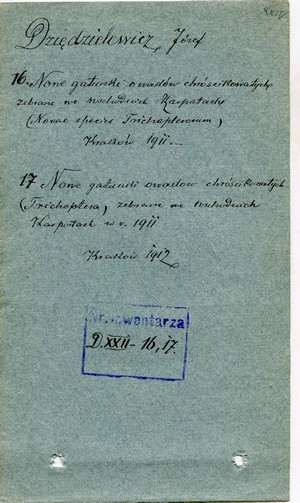 XXIV
Dziędzielewicz, Józef
16. Nowe gatunki owadów chróścikowatych
zebrane we wschodnich Karpatach
(Novae species Trichopterorum,)
Kraków 1911.
17 Nowe gatunki owadów chróścikowatych
(Trichoptera, zebrane we wschodnich
Karpatach w r. 1911
Kraków 1912
Nr. inwentarza
D. XXII - 16, 17.